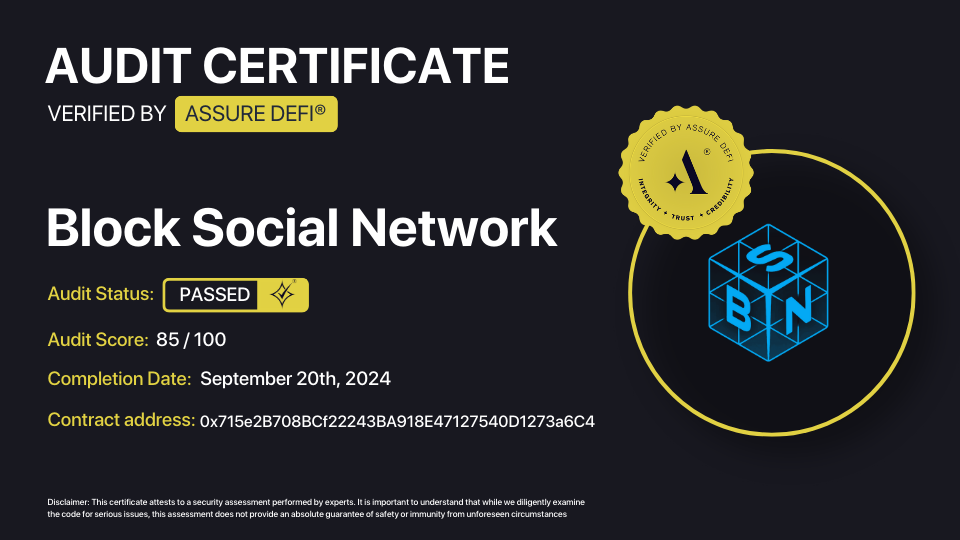 AUDIT CERTIFICATE
VERIFIED BY ASSURE DEFI®
VERIFIED BY ASSURE DEFI
®
INTEGRITY ✦ TRUST ✦ CREDIBILITY
Block Social Network
S
B N
Audit Status: PASSED
Audit Score: 85 / 100
Completion Date: September 20th, 2024
Contract address: 0x715e2B708BCf22243BA918E47127540D1273a6C4
Disclaimer: This certificate attests to a security assessment performed by experts. It is important to understand that while we diligently examine
the code for serious issues, this assessment does not provide an absolute guarantee of safety or immunity from unforeseen circumstances